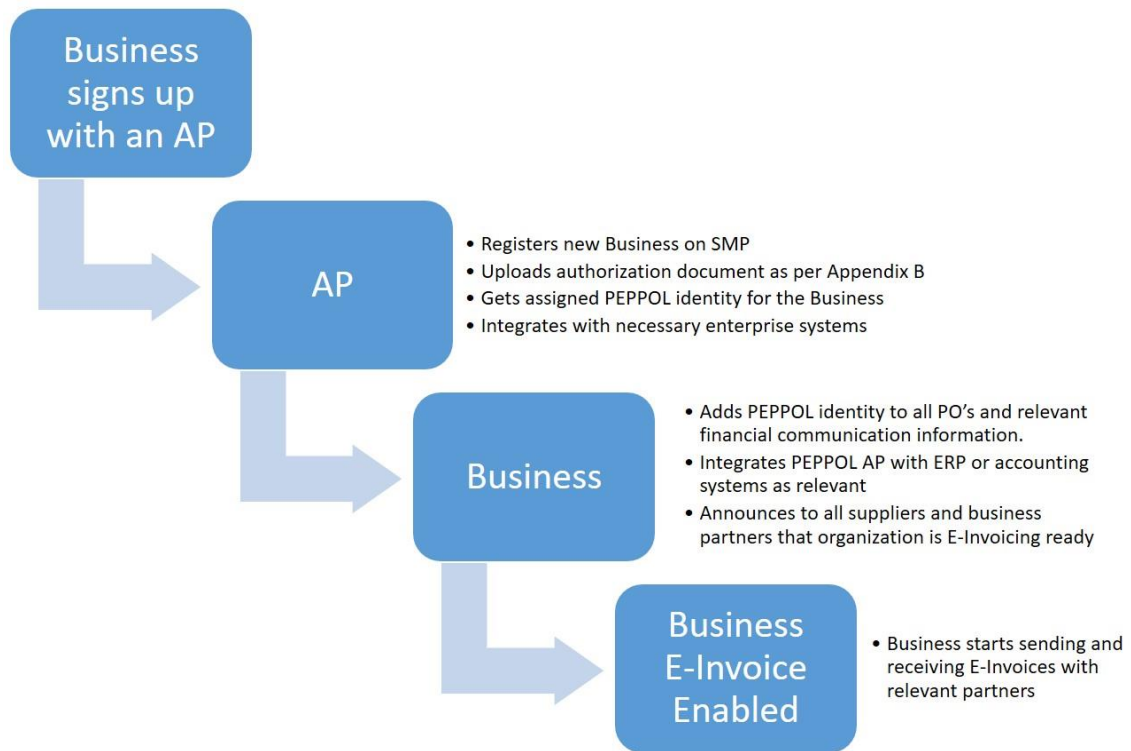 Business
signs up
with an AP
AP
• Registers new Business on SMP
• Uploads authorization document as per Appendix B
• Gets assigned PEPPOL identity for the Business
• Integrates with necessary enterprise systems
Business
• Adds PEPPOL identity to all PO’s and relevant
financial communication information.
• Integrates PEPPOL AP with ERP or accounting
systems as relevant
• Announces to all suppliers and business
partners that organization is E-Invoicing ready
Business
E-Invoice
Enabled
• Business starts sending and
receiving E-Invoices with
relevant partners